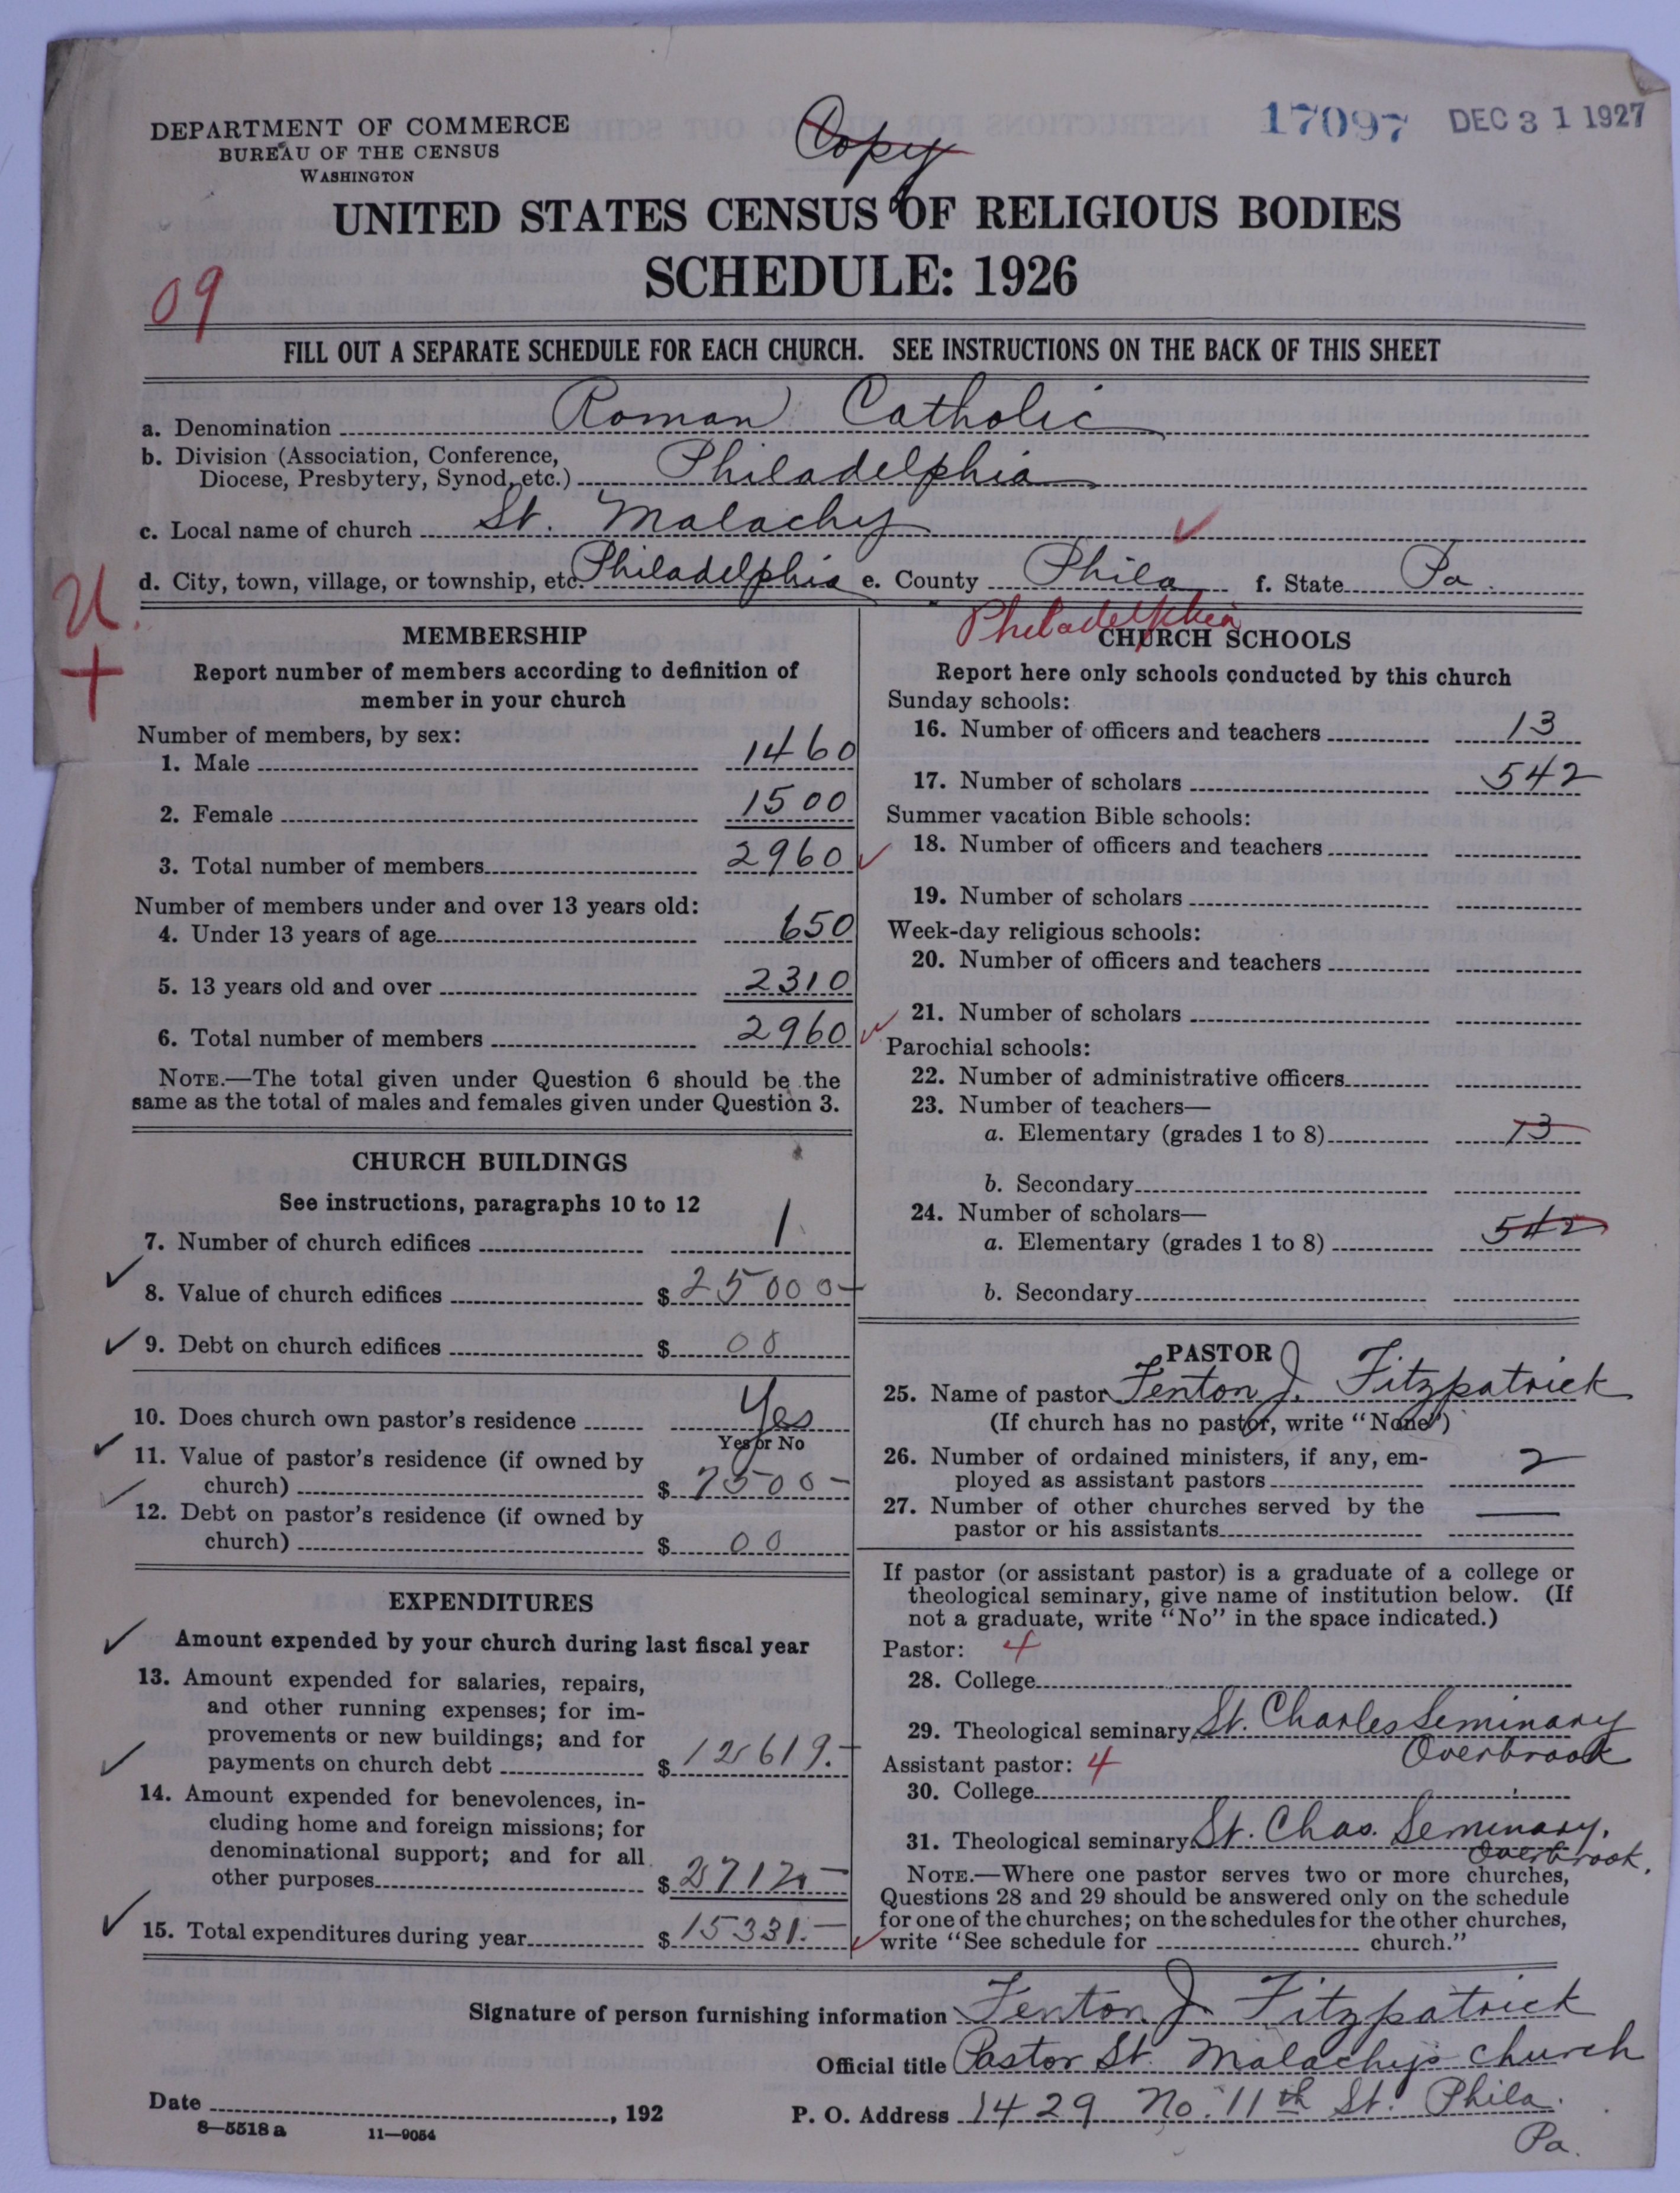 DEPARTMENT OF COMMERCE
BUREAU OF THE CENSUS
WASHINGTON
Copy
17097 DEC 31 1927
UNITED STATES CENSUS OF RELIGIOUS BODIES
SCHEDULE: 1926
09
FILL OUT A SEPARATE SCHEDULE FOR EACH CHURCH. SEE INSTRUCTIONS ON THE BACK OF THIS SHEET
a. Denomination Roman Catholic
b. Division (Association, Conference,
Diocese, Presbytery, Synod, etc.) Philadelphia
c. Local name of church St. Malachy
d. City, town, village, or township, etc. Philadelphia e. County Phila f. State Pa.
Philadelphia
U.
+
MEMBERSHIP
Report number of members according to definition of
member in your church
Number of members, by sex:
1. Male 1460
2. Female 1500
3. Total number of members 2960 ✓
Number of members under and over 13 years old:
4. Under 13 years of age 650
5. 13 years old and over 2310
6. Total number of members 2960 ✓
NOTE.—The total given under Question 6 should be the
same as the total of males and females given under Question 3.
CHURCH BUILDINGS
See instructions, paragraphs 10 to 12
7. Number of church edifices 1
8. Value of church edifices $ 25000-
9. Debt on church edifices $ 00
10. Does church own pastor's residence Yes
Yes or No
11. Value of pastor's residence (if owned by
church) $ 7500-
12. Debt on pastor's residence (if owned by
church) $ 00
EXPENDITURES
Amount expended by your church during last fiscal year
13. Amount expended for salaries, repairs,
and other running expenses; for im-
provements or new buildings; and for
payments on church debt $ 12619.-
14. Amount expended for benevolences, in-
cluding home and foreign missions; for
denominational support; and for all
other purposes $ 2712-
15. Total expenditures during year $ 15331.-
CHURCH SCHOOLS
Report here only schools conducted by this church
Sunday schools:
16. Number of officers and teachers 13
17. Number of scholars 542
Summer vacation Bible schools:
18. Number of officers and teachers
19. Number of scholars
Week-day religious schools:
20. Number of officers and teachers
21. Number of scholars
Parochial schools:
22. Number of administrative officers
23. Number of teachers—
a. Elementary (grades 1 to 8) 13
b. Secondary
24. Number of scholars—
a. Elementary (grades 1 to 8) 542
b. Secondary
PASTOR
25. Name of pastor Fenton J. Fitzpatrick
(If church has no pastor, write "None")
26. Number of ordained ministers, if any, em-
ployed as assistant pastors 2
27. Number of other churches served by the
pastor or his assistants —
If pastor (or assistant pastor) is a graduate of a college or
theological seminary, give name of institution below. (If
not a graduate, write "No" in the space indicated.)
Pastor: 4
28. College
29. Theological seminary St. Charles Seminary
Overbrook
Assistant pastor: 4
30. College
31. Theological seminary St. Chas. Seminary,
Overbrook.
NOTE.—Where one pastor serves two or more churches,
Questions 28 and 29 should be answered only on the schedule
for one of the churches; on the schedules for the other churches,
write "See schedule for church."
Signature of person furnishing information Fenton J. Fitzpatrick
Official title Pastor St. Malachy's church
Date , 192 P. O. Address 1429 No. 11th St. Phila.
Pa.
8—5518 a 11—9054